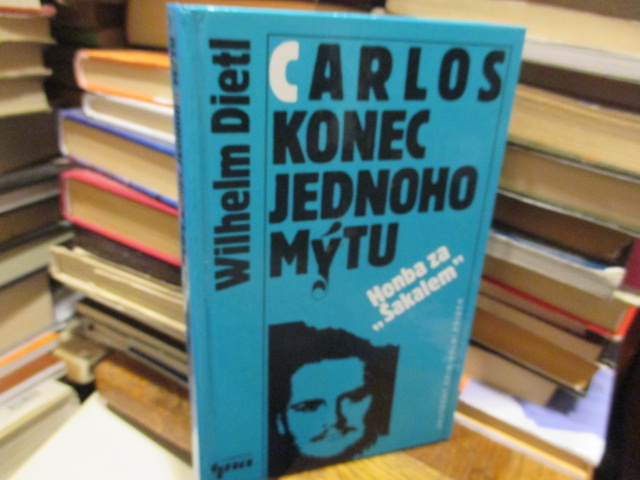 Wilhelm Dietl
CARLOS
KONEC
JEDNOHO
MÝTU
Honba za
„Šakalem"